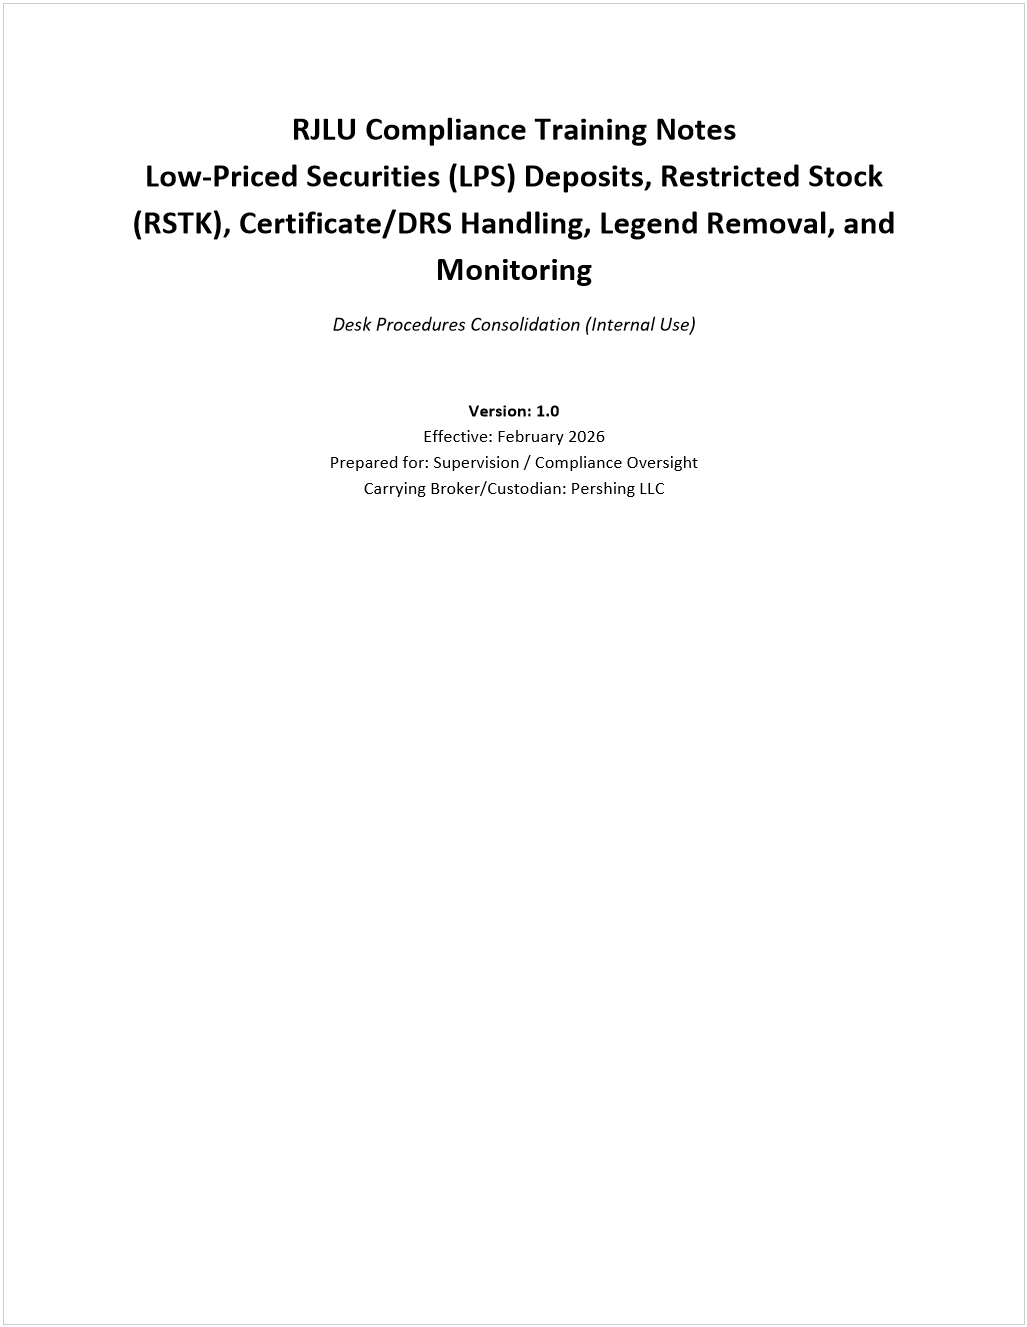 RJLU Compliance Training Notes
Low-Priced Securities (LPS) Deposits, Restricted Stock
(RSTK), Certificate/DRS Handling, Legend Removal, and
Monitoring
Desk Procedures Consolidation (Internal Use)
Version: 1.0
Effective: February 2026
Prepared for: Supervision / Compliance Oversight
Carrying Broker/Custodian: Pershing LLC